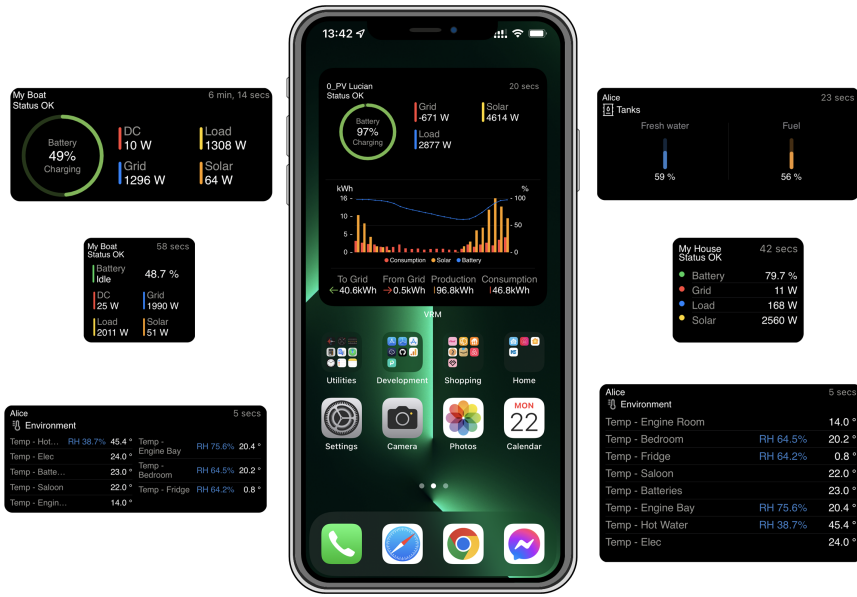 My Boat
6 min, 14 secs
Status OK
Battery
49%
Charging
DC
10 W
Load
1308 W
Grid
1296 W
Solar
64 W
My Boat
58 secs
Status OK
Battery
Idle
48.7 %
DC
25 W
Grid
1990 W
Load
2011 W
Solar
51 W
Alice
5 secs
Environment
Temp - Hot... RH 38.7% 45.4 °
Temp - Elec 24.0 °
Temp - Batte... 23.0 °
Temp - Saloon 22.0 °
Temp - Engin... 14.0 °
Temp - Engine Bay RH 75.6% 20.4 °
Temp - Bedroom RH 64.5% 20.2 °
Temp - Fridge RH 64.2% 0.8 °
13:42
0_PV Lucian
20 secs
Status OK
Battery
97%
Charging
Grid
-671 W
Solar
4614 W
Load
2877 W
kWh %
16 100
10
50
5
0 0
Consumption Solar Battery
To Grid From Grid Production Consumption
40.6kWh 0.5kWh 96.8kWh 46.8kWh
VRM
Utilities Development Shopping Home
MON
22
Settings Camera Photos Calendar
Alice
23 secs
Tanks
Fresh water Fuel
59 % 56 %
My House
42 secs
Status OK
Battery 79.7 %
Grid 11 W
Load 168 W
Solar 2560 W
Alice
5 secs
Environment
Temp - Engine Room 14.0 °
Temp - Bedroom RH 64.5% 20.2 °
Temp - Fridge RH 64.2% 0.8 °
Temp - Saloon 22.0 °
Temp - Batteries 23.0 °
Temp - Engine Bay RH 75.6% 20.4 °
Temp - Hot Water RH 38.7% 45.4 °
Temp - Elec 24.0 °